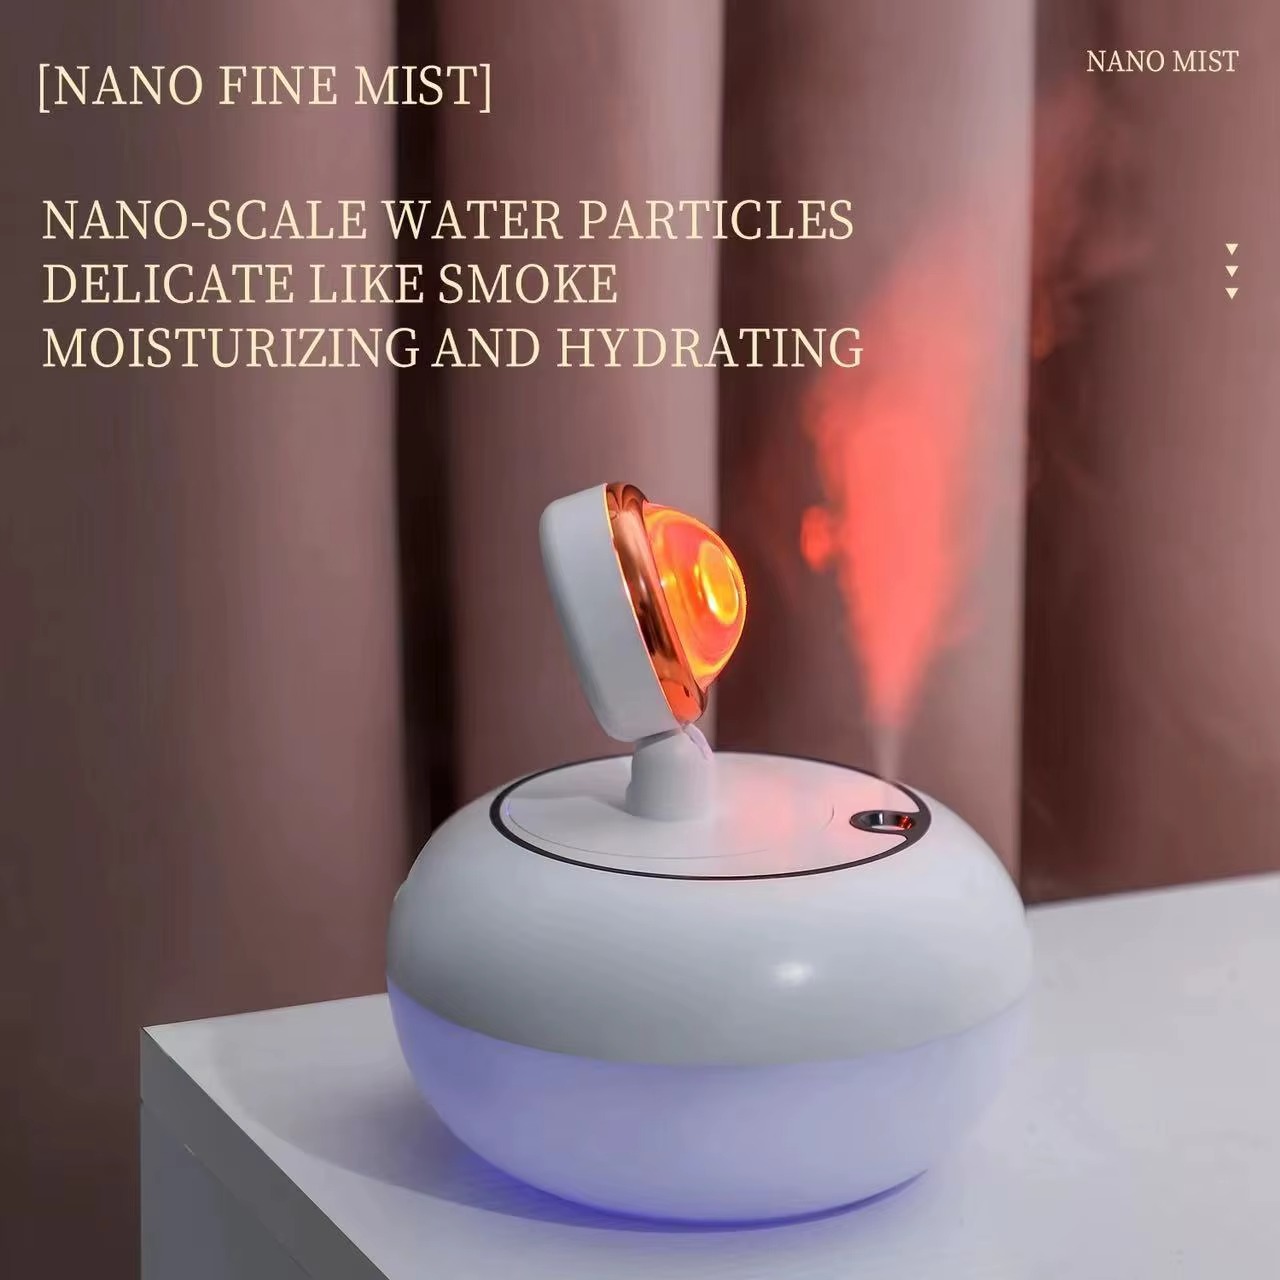 [NANO FINE MIST]
NANO MIST
NANO-SCALE WATER PARTICLES
DELICATE LIKE SMOKE
MOISTURIZING AND HYDRATING